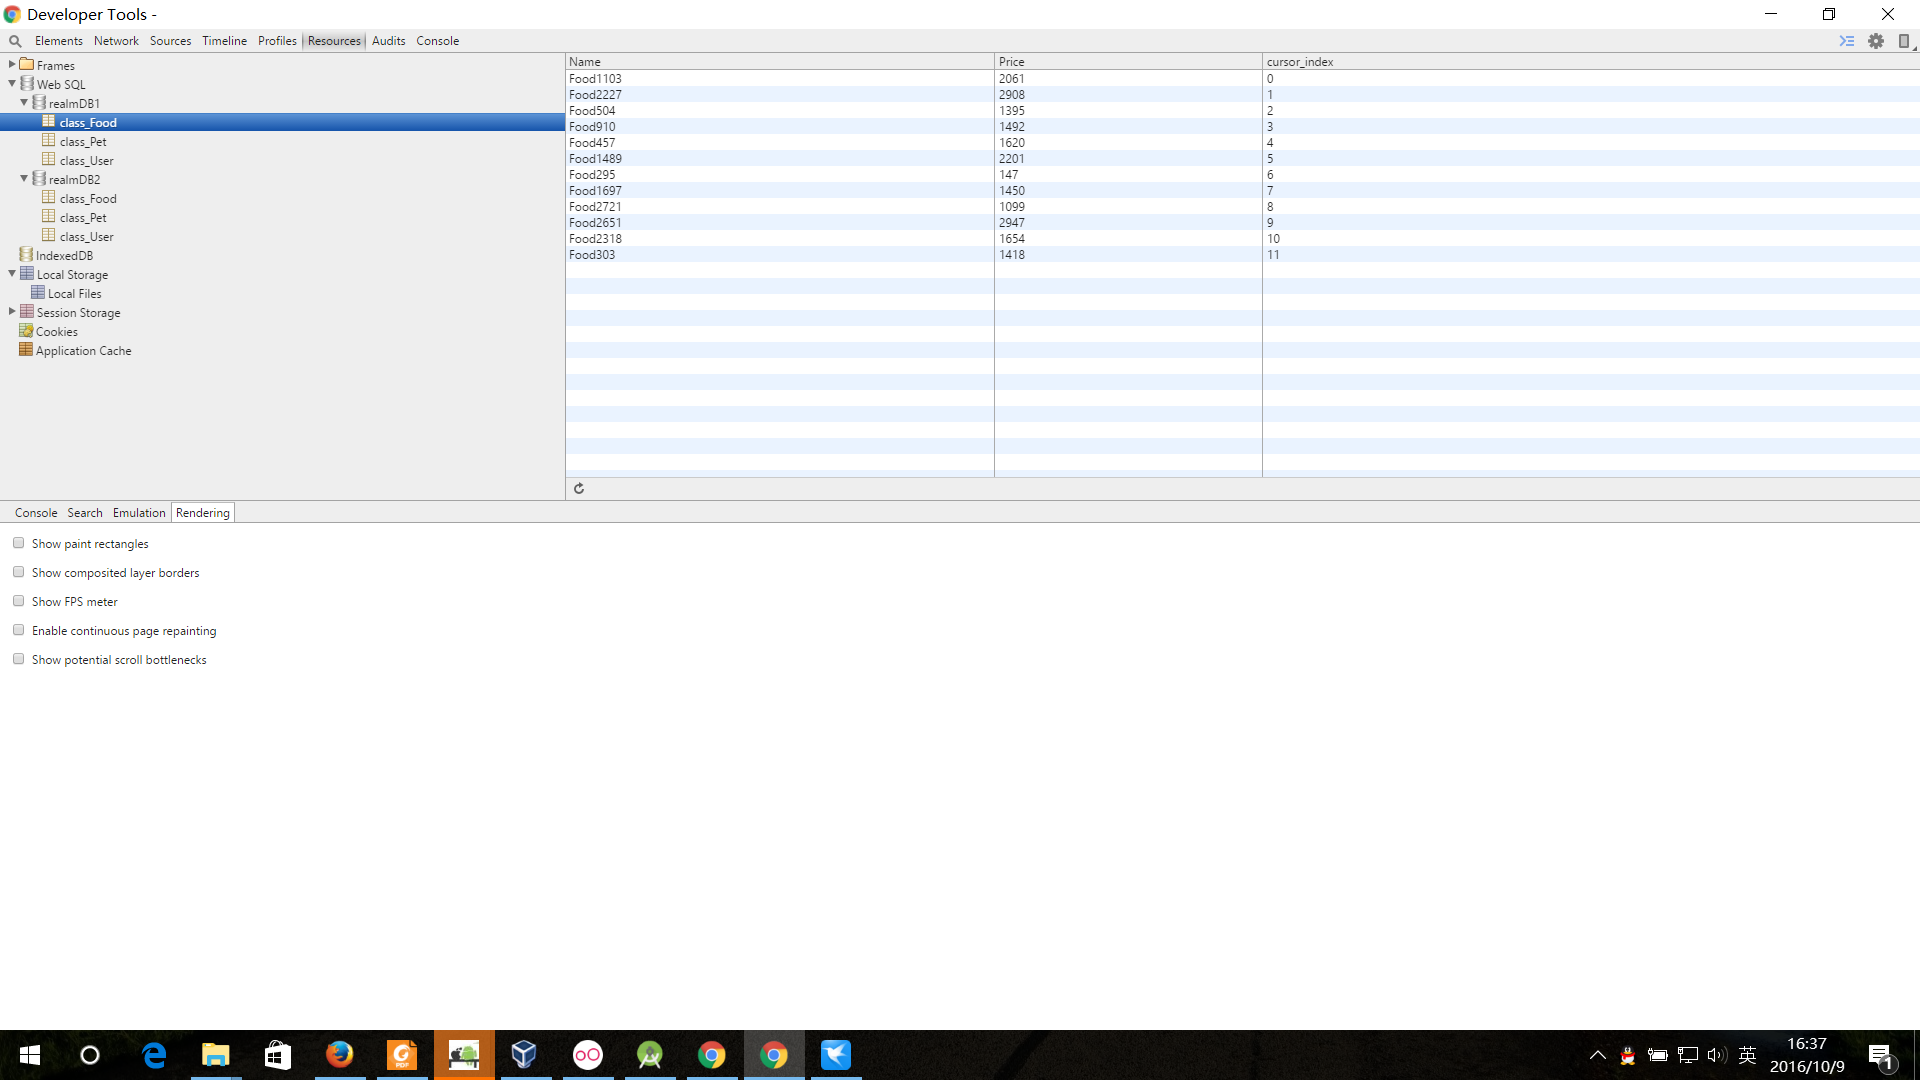 Developer Tools -
Elements Network Sources Timeline Profiles Resources Audits Console
Frames
Web SQL
realmDB1
class_Food
class_Pet
class_User
realmDB2
class_Food
class_Pet
class_User
IndexedDB
Local Storage
Local Files
Session Storage
Cookies
Application Cache
Name Price cursor_index
Food1103 2061 0
Food2227 2908 1
Food504 1395 2
Food910 1492 3
Food457 1620 4
Food1489 2201 5
Food295 147 6
Food1697 1450 7
Food2721 1099 8
Food2651 2947 9
Food2318 1654 10
Food303 1418 11
Console Search Emulation Rendering
Show paint rectangles
Show composited layer borders
Show FPS meter
Enable continuous page repainting
Show potential scroll bottlenecks
PDF
英
16:37
2016/10/9
1